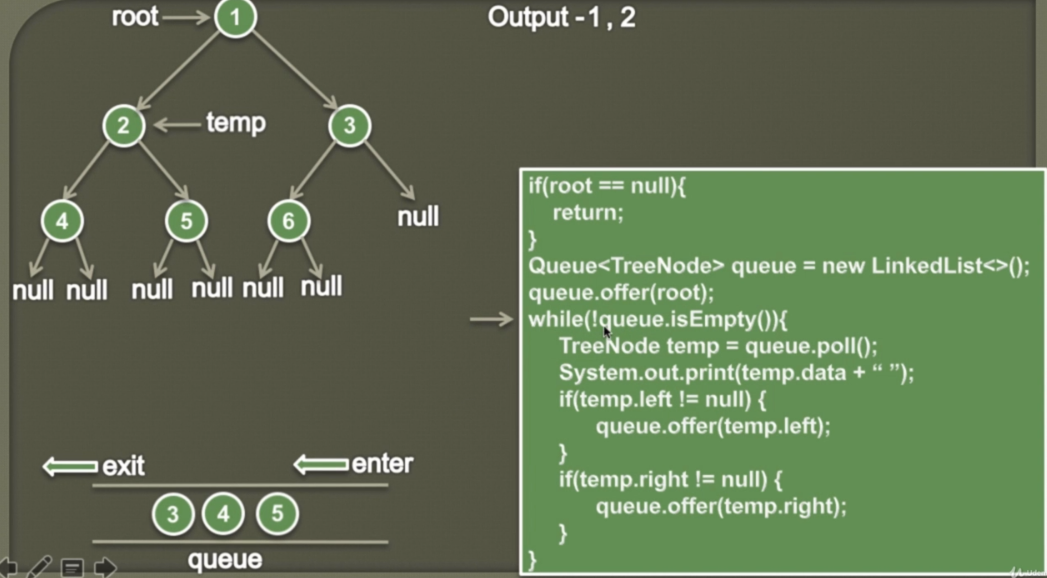 root
1
Output -1 , 2
2
temp
3
4
5
6
null
null null null null null null
if(root == null){
return;
}
Queue<TreeNode> queue = new LinkedList<>();
queue.offer(root);
while(!queue.isEmpty()){
TreeNode temp = queue.poll();
System.out.print(temp.data + “ ”);
if(temp.left != null) {
queue.offer(temp.left);
}
if(temp.right != null) {
queue.offer(temp.right);
}
}
exit
enter
3 4 5
queue